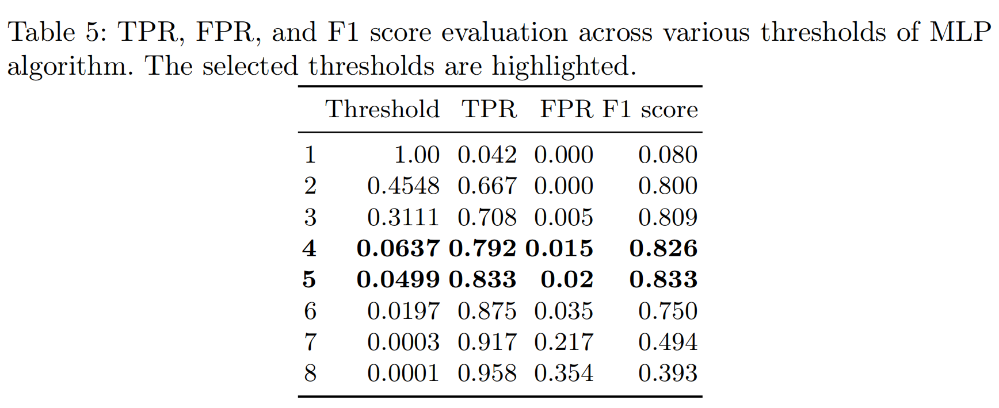 Table 5: TPR, FPR, and F1 score evaluation across various thresholds of MLP
algorithm. The selected thresholds are highlighted.
Threshold TPR FPR F1 score
1 1.00 0.042 0.000 0.080
2 0.4548 0.667 0.000 0.800
3 0.3111 0.708 0.005 0.809
4 0.0637 0.792 0.015 0.826
5 0.0499 0.833 0.02 0.833
6 0.0197 0.875 0.035 0.750
7 0.0003 0.917 0.217 0.494
8 0.0001 0.958 0.354 0.393